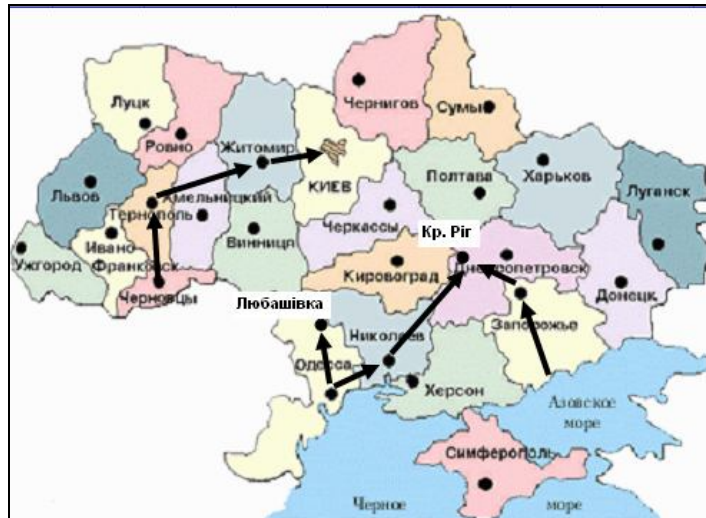 Луцк
Ровно
Житомир
КИЕВ
Чернигов
Сумы
Львов
Тернополь
Хмельницкий
Винница
Черкассы
Полтава
Харьков
Луганск
Ужгород
Ивано
Франковск
Черновцы
Кировоград
Кр. Ріг
Днепропетровск
Донецк
Любашівка
Николаев
Запорожье
Одесса
Херсон
Азовское
море
Симферополь
Черное
море